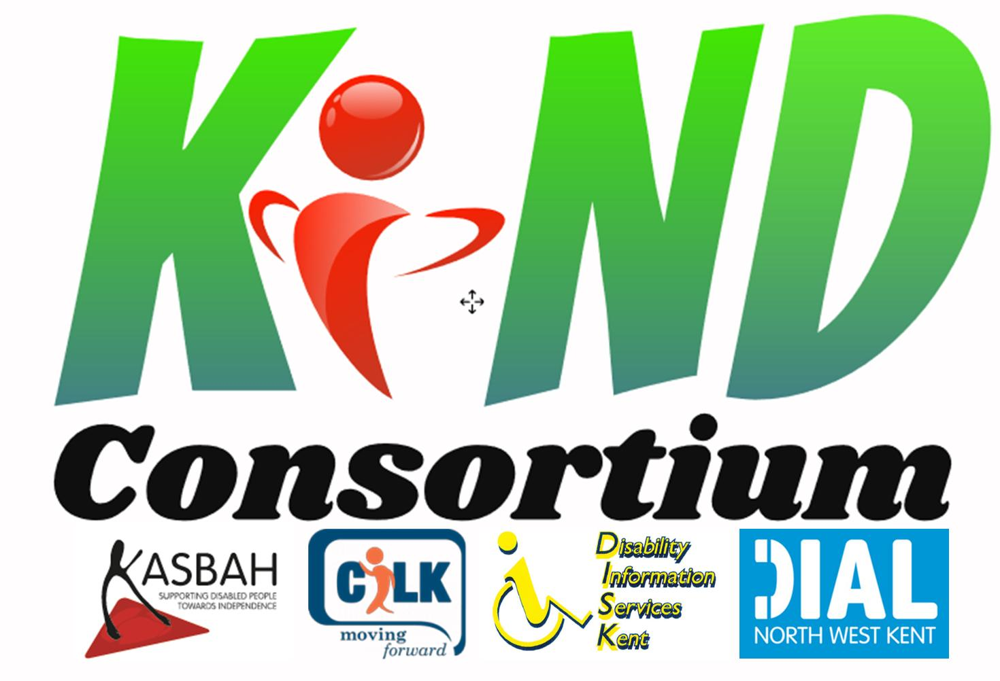 KiND
Consortium
KASBAH
SUPPORTING DISABLED PEOPLE
TOWARDS INDEPENDENCE
CiLK
moving
forward
Disability
Information
Services
Kent
DIAL
NORTH WEST KENT